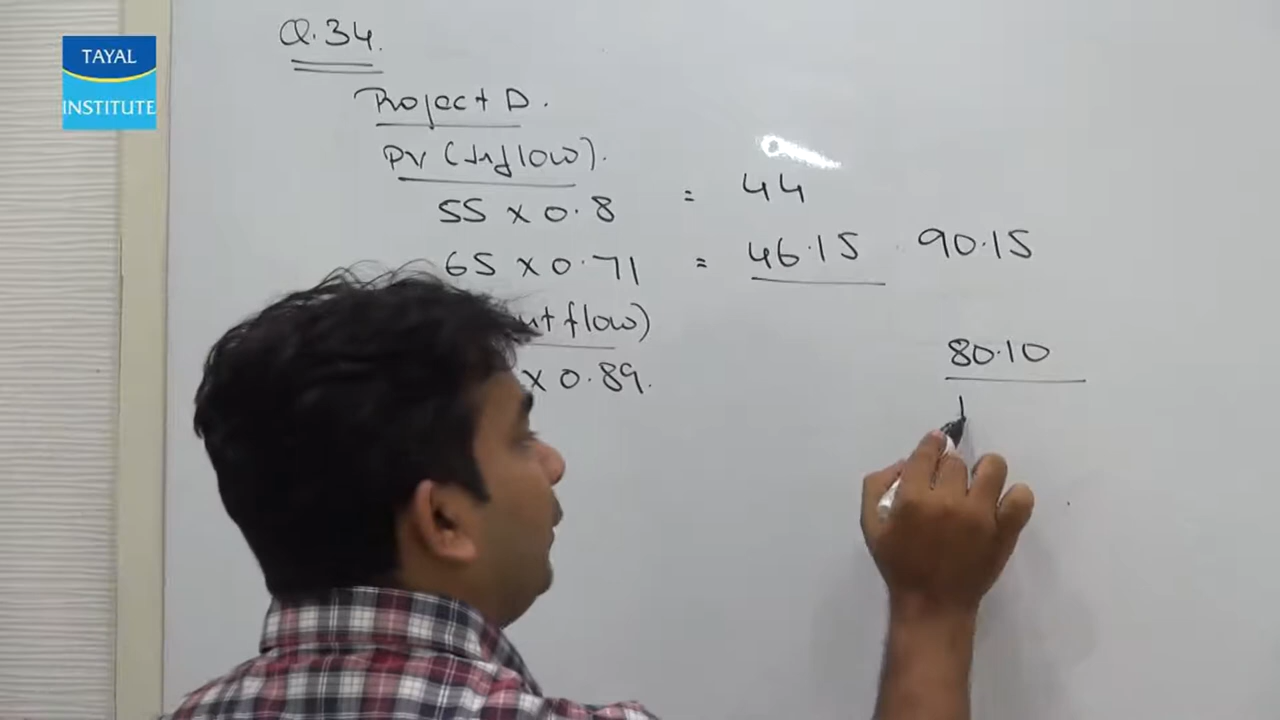 TAYAL
INSTITUTE
Q.34.
Project D.
PV (Inflow).
55 x 0.8 = 44
65 x 0.71 = 46.15 90.15
flow)
80.10
x 0.89.
1